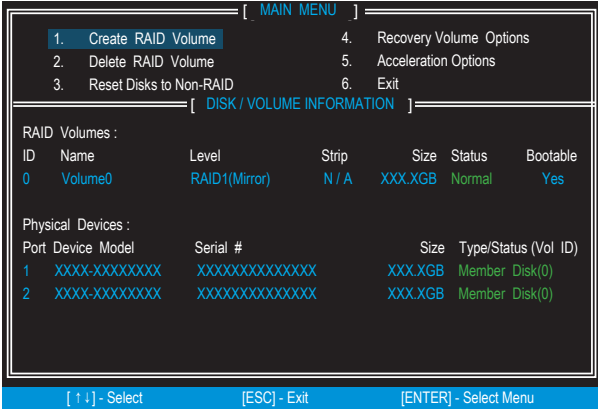 [ MAIN MENU ]
1. Create RAID Volume 4. Recovery Volume Options
2. Delete RAID Volume 5. Acceleration Options
3. Reset Disks to Non-RAID 6. Exit
[ DISK / VOLUME INFORMATION ]
RAID Volumes :
ID Name Level Strip Size Status Bootable
0 Volume0 RAID1(Mirror) N / A XXX.XGB Normal Yes
Physical Devices :
Port Device Model Serial # Size Type/Status (Vol ID)
1 XXXX-XXXXXXXX XXXXXXXXXXXXXX XXX.XGB Member Disk(0)
2 XXXX-XXXXXXXX XXXXXXXXXXXXXX XXX.XGB Member Disk(0)
[ ↑↓] - Select [ESC] - Exit [ENTER] - Select Menu